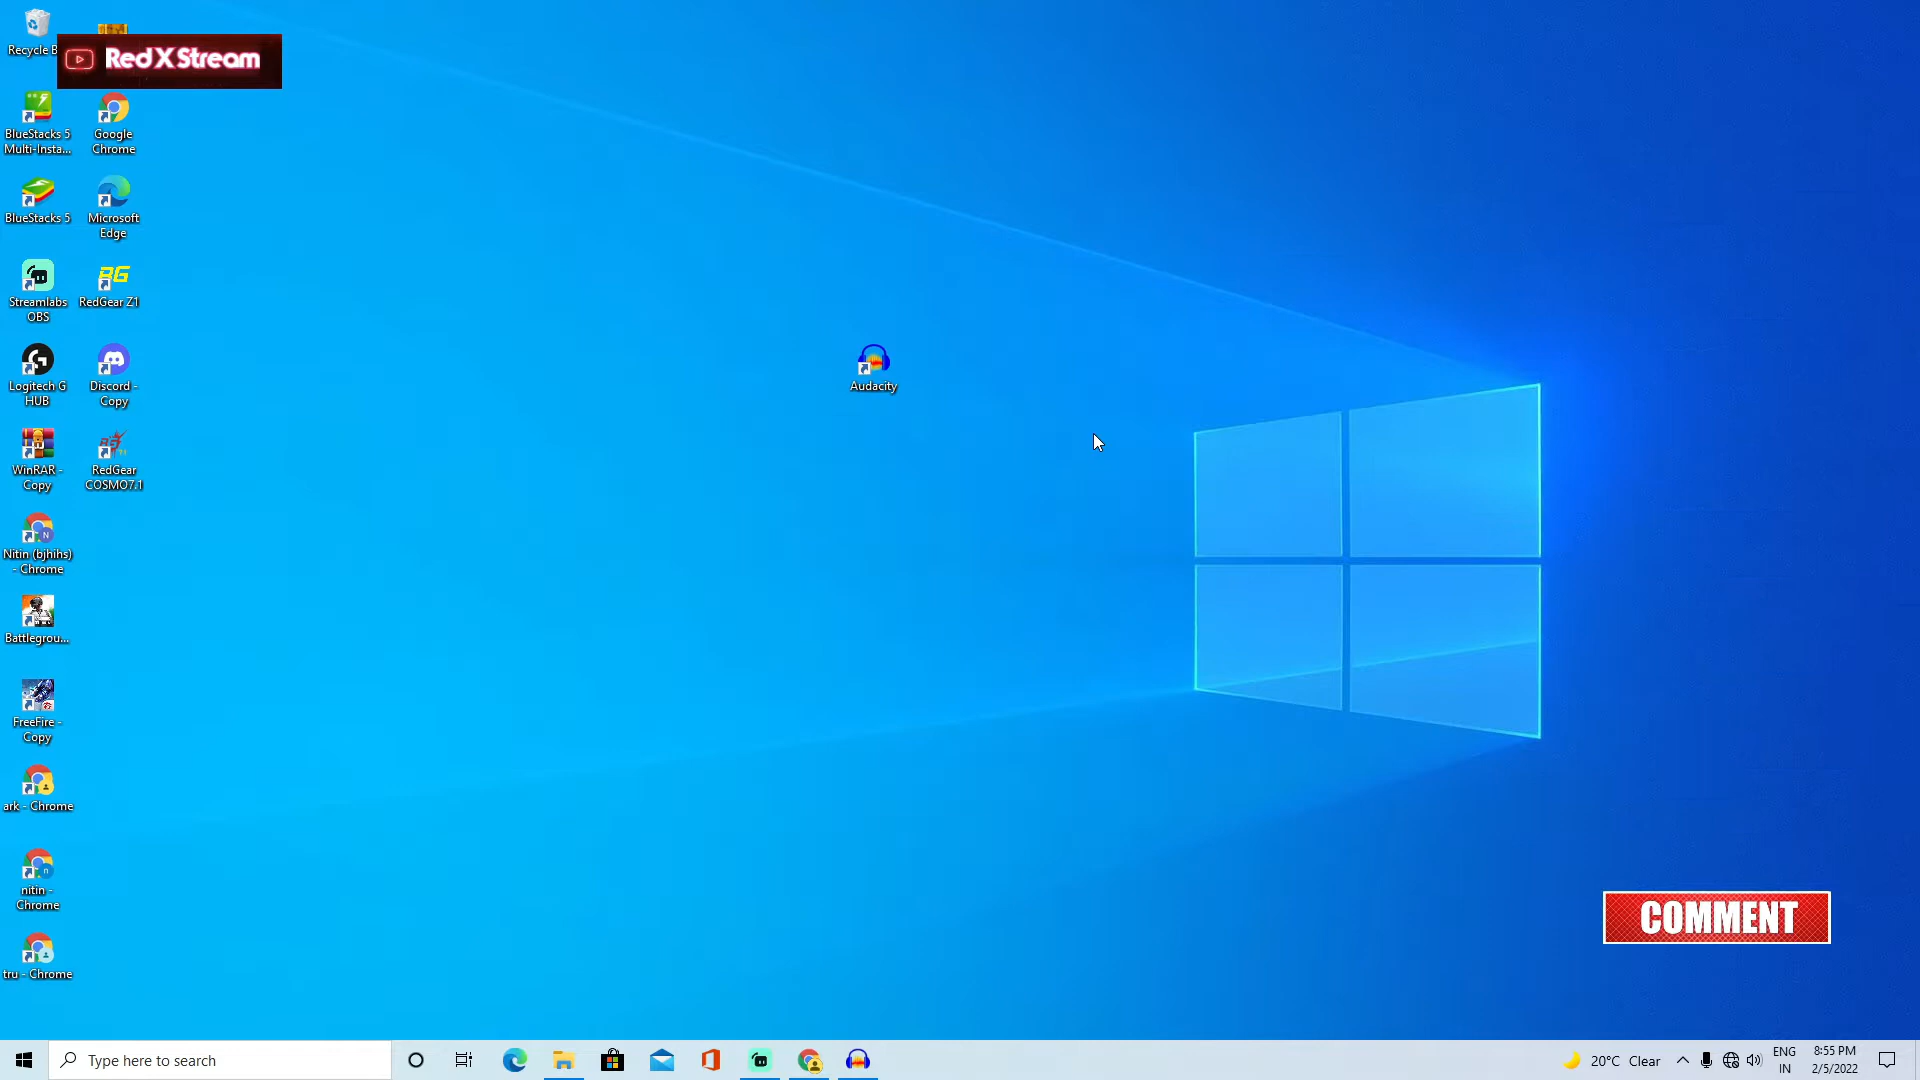 Recycle B
Red X Stream
BlueStacks 5
Multi-Insta...
Google
Chrome
BlueStacks 5
Microsoft
Edge
Streamlabs
OBS
RedGear Z1
Logitech G
HUB
Discord -
Copy
Audacity
WinRAR -
Copy
RedGear
COSMO7.1
Nitin (bjhihs)
- Chrome
Battlegrou...
FreeFire -
Copy
ark - Chrome
nitin -
Chrome
tru - Chrome
COMMENT
Type here to search
20°C Clear
ENG
IN
8:55 PM
2/5/2022